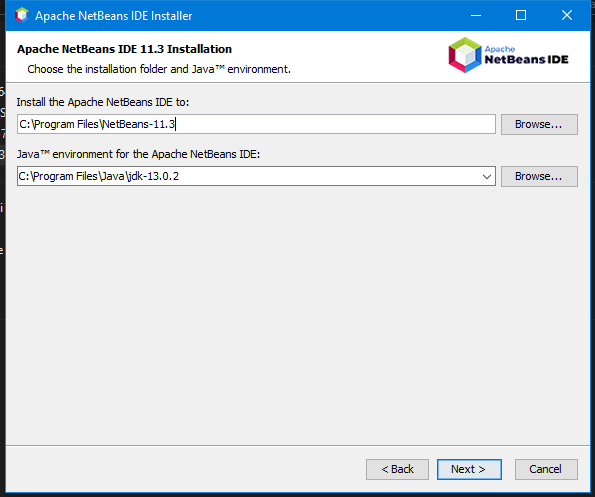 Apache NetBeans IDE Installer
Apache NetBeans IDE 11.3 Installation
Choose the installation folder and Java™ environment.
Apache
NetBeans IDE
Install the Apache NetBeans IDE to:
C:\Program Files\NetBeans-11.3
Browse...
Java™ environment for the Apache NetBeans IDE:
C:\Program Files\Java\jdk-13.0.2
Browse...
< Back
Next >
Cancel